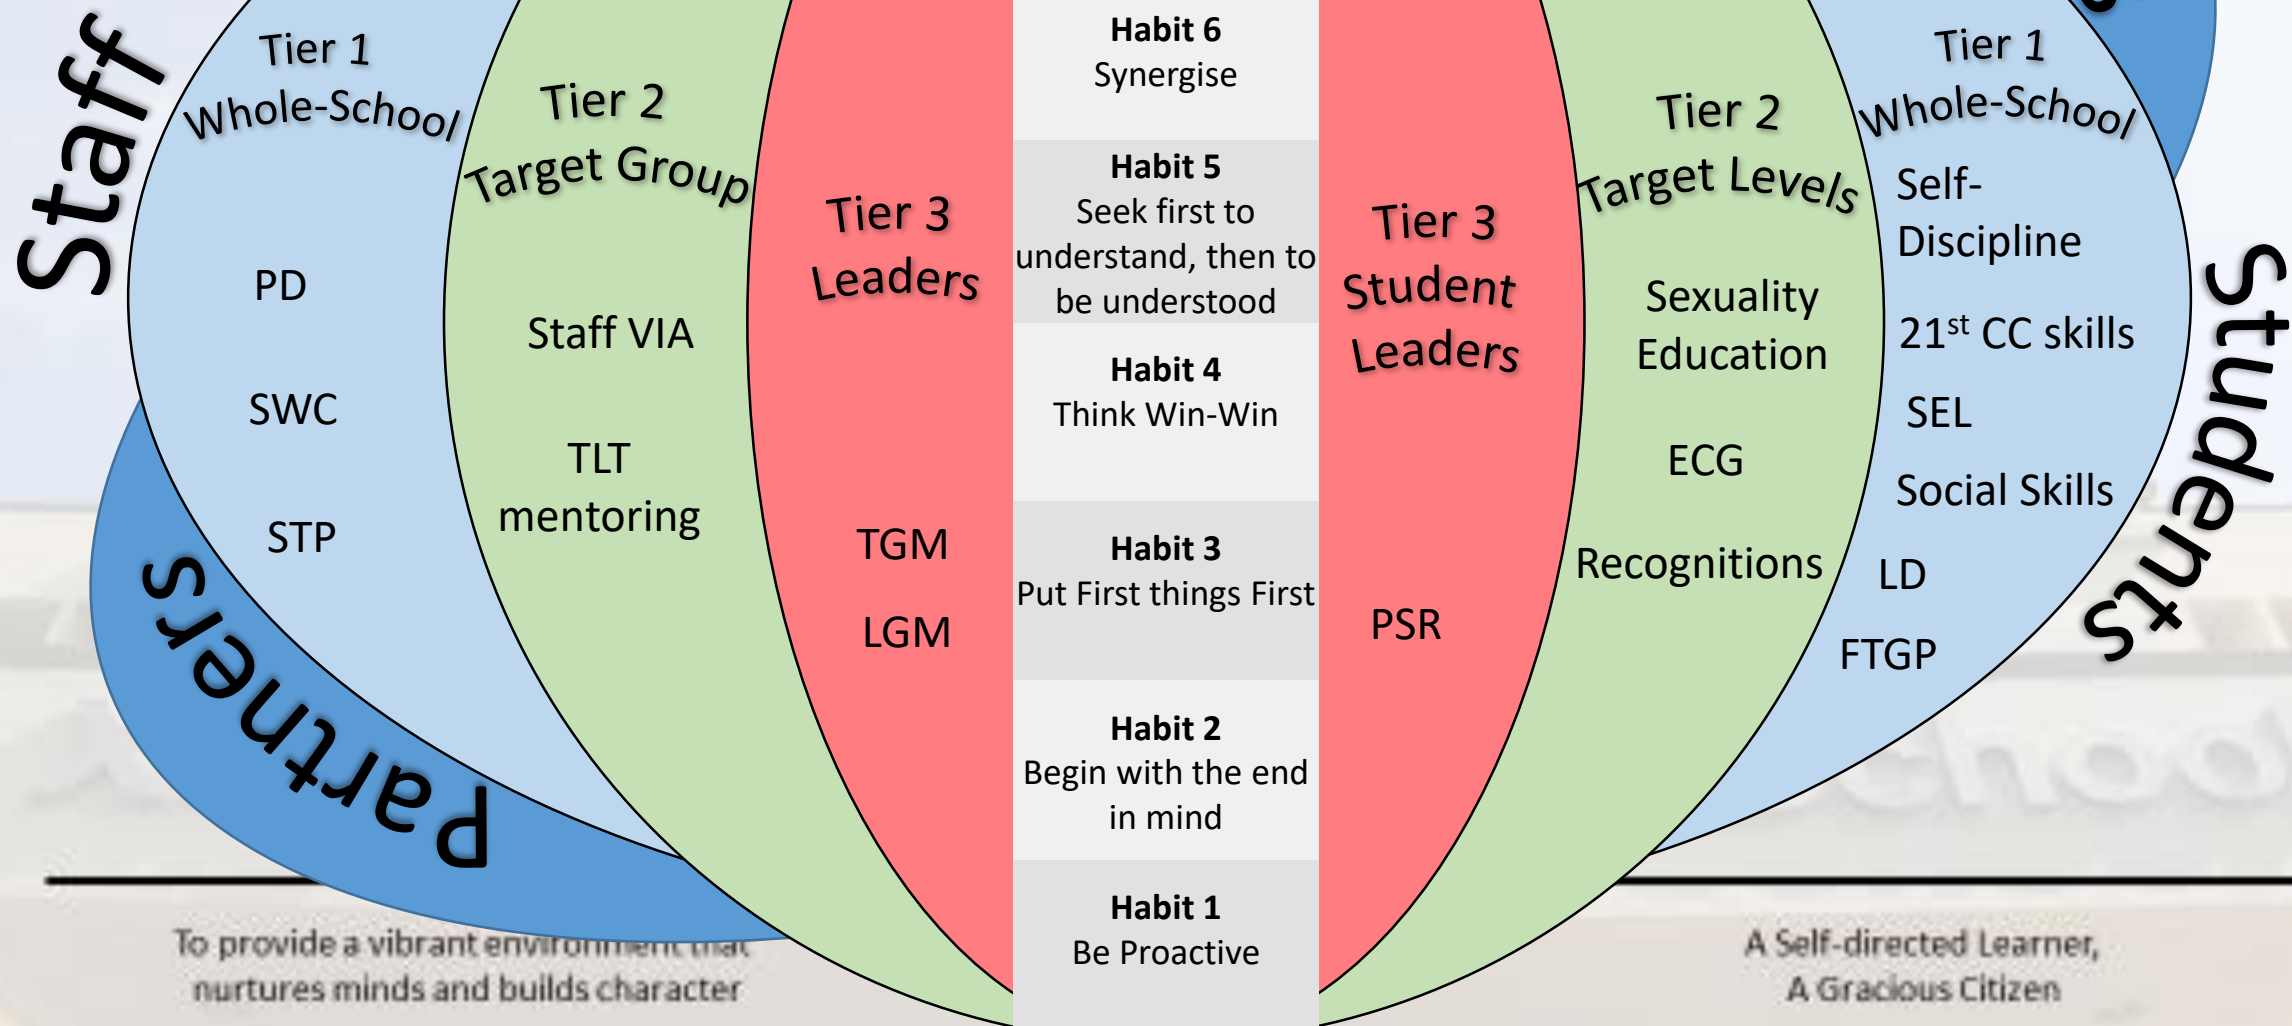 Staff
Tier 1
Whole-School
PD
SWC
STP
Partners
Tier 2
Target Group
Staff VIA
TLT
mentoring
Tier 3
Leaders
TGM
LGM
Habit 6
Synergise
Habit 5
Seek first to
understand, then to
be understood
Habit 4
Think Win-Win
Habit 3
Put First things First
Habit 2
Begin with the end
in mind
Habit 1
Be Proactive
Tier 3
Student
Leaders
PSR
Tier 2
Target Levels
Sexuality
Education
ECG
Recognitions
Tier 1
Whole-School
Self-
Discipline
21st CC skills
SEL
Social Skills
LD
FTGP
Students
To provide a vibrant environment that
nurtures minds and builds character
A Self-directed Learner,
A Gracious Citizen